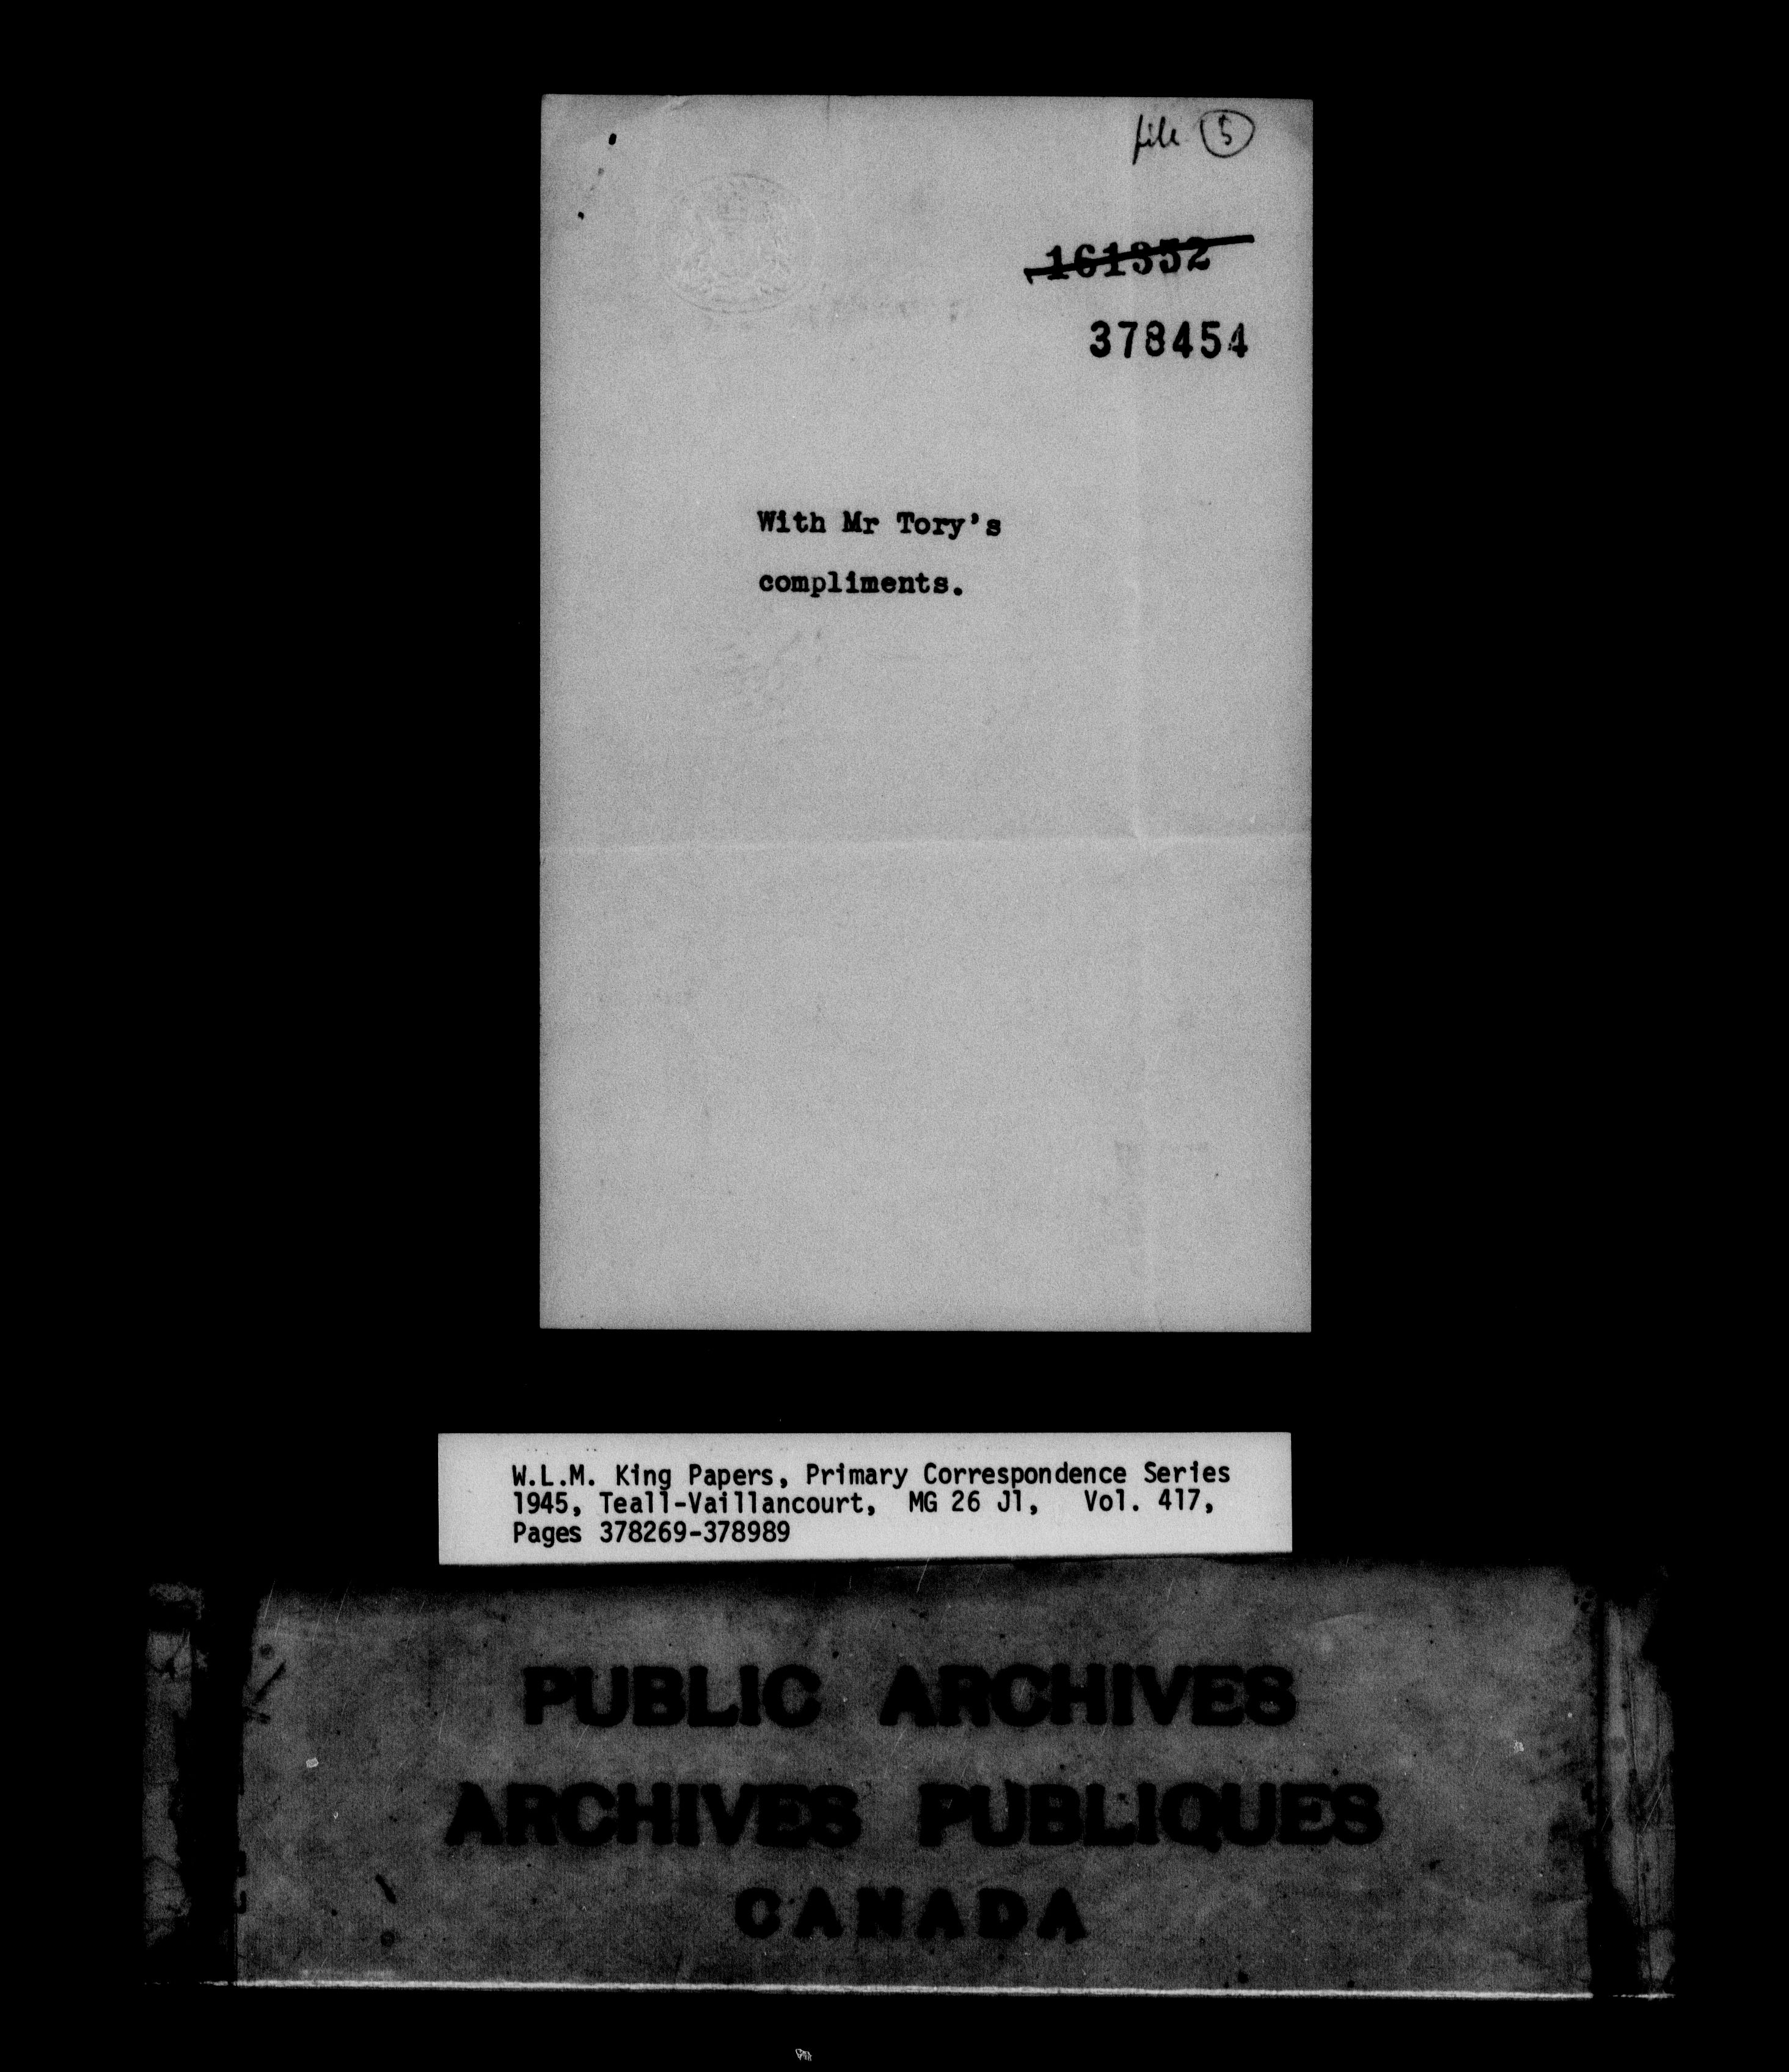 file 5
161352
378454
With Mr Tory's
compliments.
W.L.M. King Papers, Primary Correspondence Series
1945, Teall-Vaillancourt, MG 26 J1, Vol. 417,
Pages 378269-378989
PUBLIC ARCHIVES
ARCHIVES PUBLIQUES
CANADA